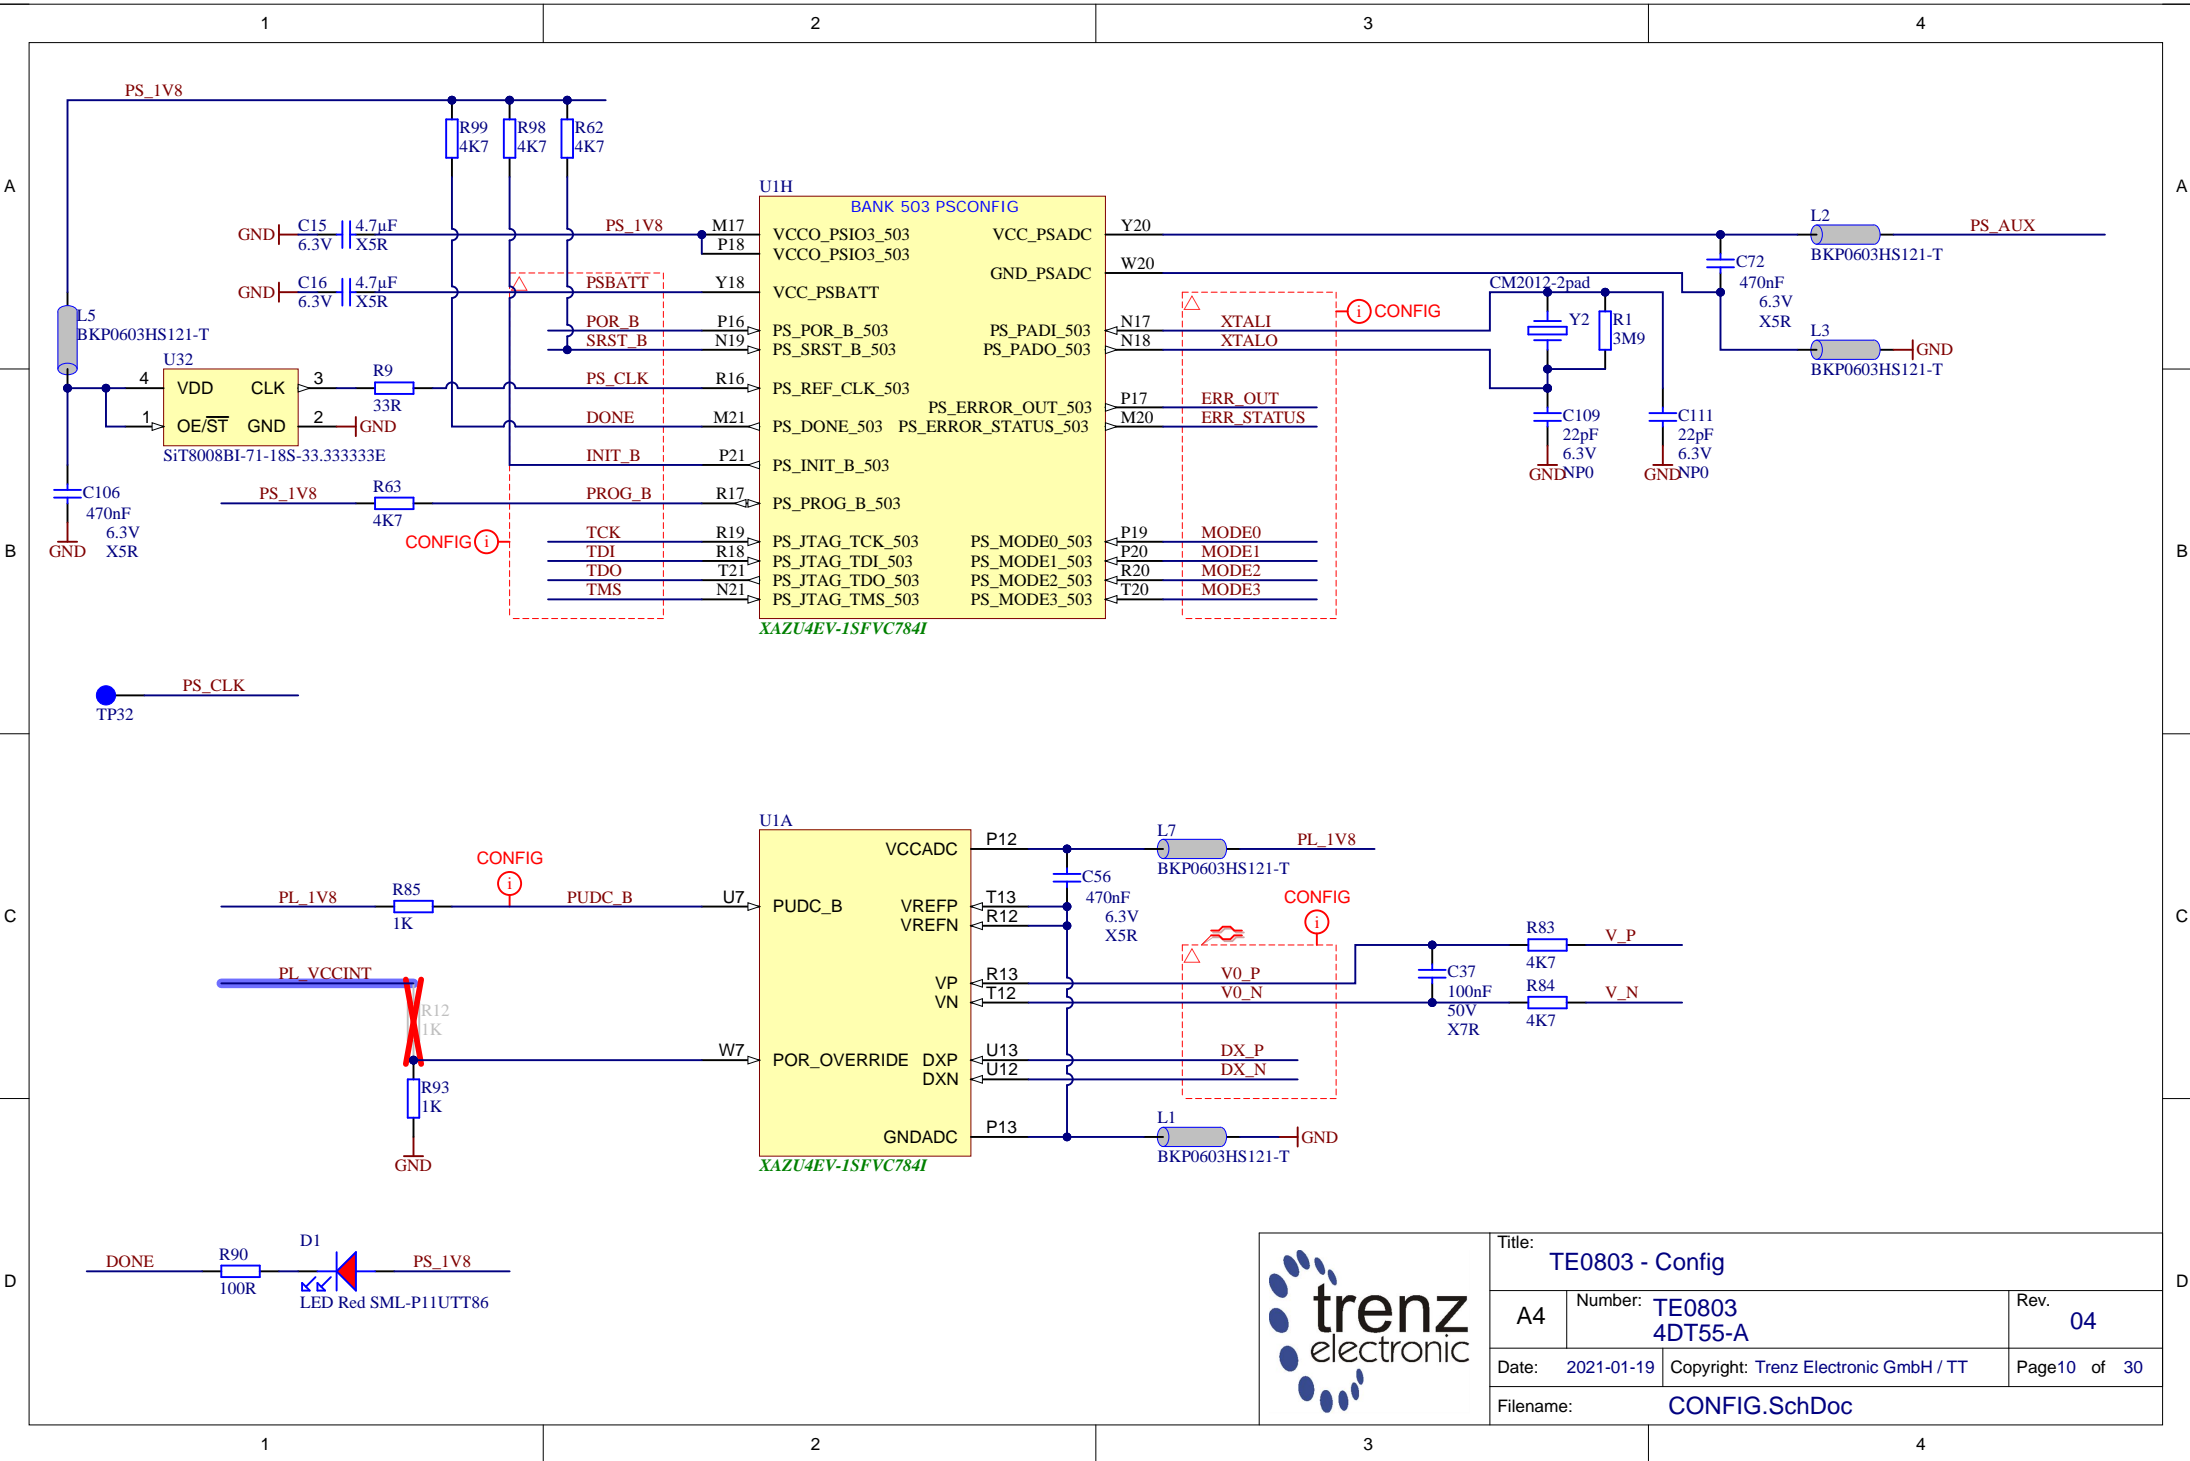 1 2 3 4
PS_1V8
R99 R98 R62
4K7 4K7 4K7
A A
U1H
BANK 503 PSCONFIG
GND C15 4.7µF PS_1V8 M17 VCCO_PSIO3_503 VCC_PSADC Y20 L2 PS_AUX
6.3V X5R P18 VCCO_PSIO3_503 BKP0603HS121-T
GND_PSADC W20 C72
GND C16 4.7µF PSBATT Y18 VCC_PSBATT CM2012-2pad 470nF
6.3V X5R 6.3V
L5 CONFIG X5R
BKP0603HS121-T POR_B P16 PS_POR_B_503 PS_PADI_503 N17 XTALI Y2 R1 L3
SRST_B N19 PS_SRST_B_503 PS_PADO_503 N18 XTALO 3M9 GND
U32 BKP0603HS121-T
4 VDD CLK 3 R9 PS_CLK R16 PS_REF_CLK_503
33R PS_ERROR_OUT_503 P17 ERR_OUT
1 OE/ST GND 2 GND DONE M21 PS_DONE_503 PS_ERROR_STATUS_503 M20 ERR_STATUS C109 C111
22pF 22pF
SiT8008BI-71-18S-33.333333E INIT_B P21 PS_INIT_B_503 6.3V 6.3V
GND NP0 GND NP0
C106 PS_1V8 R63 PROG_B R17 PS_PROG_B_503
470nF 4K7
6.3V
GND X5R CONFIG
TCK R19 PS_JTAG_TCK_503 PS_MODE0_503 P19 MODE0
B B
TDI R18 PS_JTAG_TDI_503 PS_MODE1_503 P20 MODE1
TDO T21 PS_JTAG_TDO_503 PS_MODE2_503 R20 MODE2
TMS N21 PS_JTAG_TMS_503 PS_MODE3_503 T20 MODE3
XAZU4EV-1SFVC784I
PS_CLK
TP32
U1A
VCCADC P12 L7 PL_1V8
BKP0603HS121-T
CONFIG C56
PL_1V8 R85 PUDC_B U7 PUDC_B VREFP T13 470nF CONFIG
1K VREFN R12 6.3V
C X5R C
R83 V_P
4K7
PL_VCCINT VP R13 V0_P C37
VN T12 V0_N 100nF R84 V_N
R12 50V 4K7
1K X7R
W7 POR_OVERRIDE DXP U13 DX_P
DXN U12 DX_N
R93
1K
GNDADC P13 L1 GND
GND XAZU4EV-1SFVC784I BKP0603HS121-T
D1
DONE R90 PS_1V8
100R LED Red SML-P11UTT86
D D
trenz
electronic
Title:
TE0803 - Config
A4 Number: TE0803
4DT55-A
Rev.
04
Date: 2021-01-19 Copyright: Trenz Electronic GmbH / TT Page10 of 30
Filename: CONFIG.SchDoc
1 2 3 4